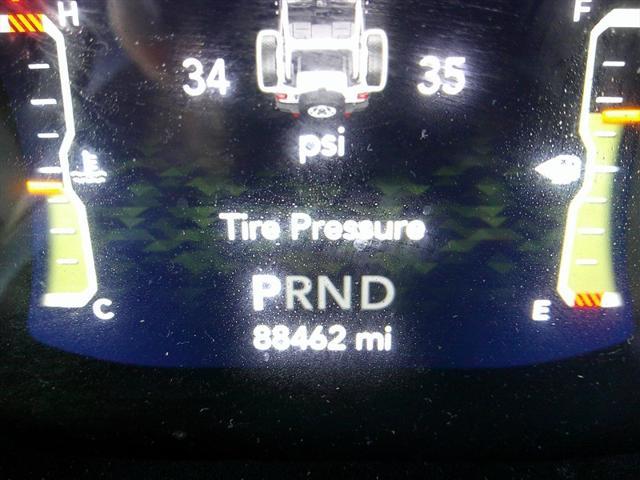 H F
34 35
psi
Tire Pressure
PRND
C E
88462 mi